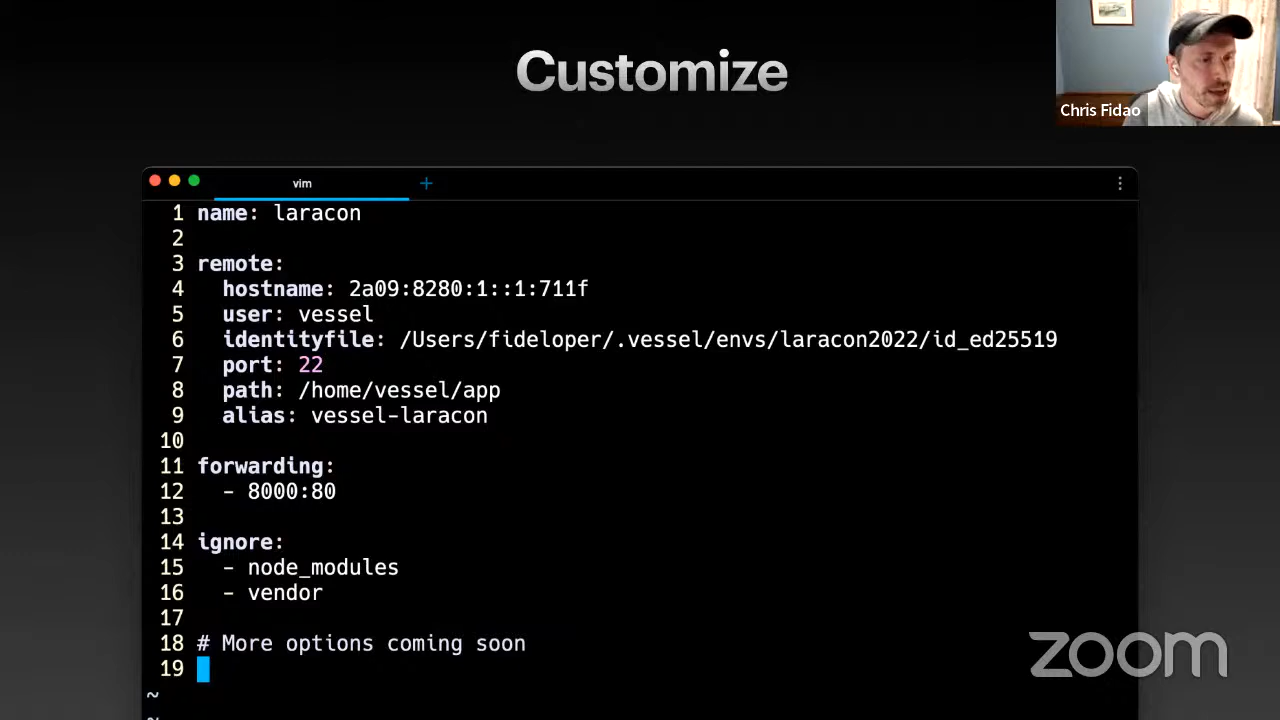 Customize
Chris Fidao
vim +
1 name: laracon
2
3 remote:
4 hostname: 2a09:8280:1::1:711f
5 user: vessel
6 identityfile: /Users/fideloper/.vessel/envs/laracon2022/id_ed25519
7 port: 22
8 path: /home/vessel/app
9 alias: vessel-laracon
10
11 forwarding:
12 - 8000:80
13
14 ignore:
15 - node_modules
16 - vendor
17
18 # More options coming soon
19
~
~
zoom